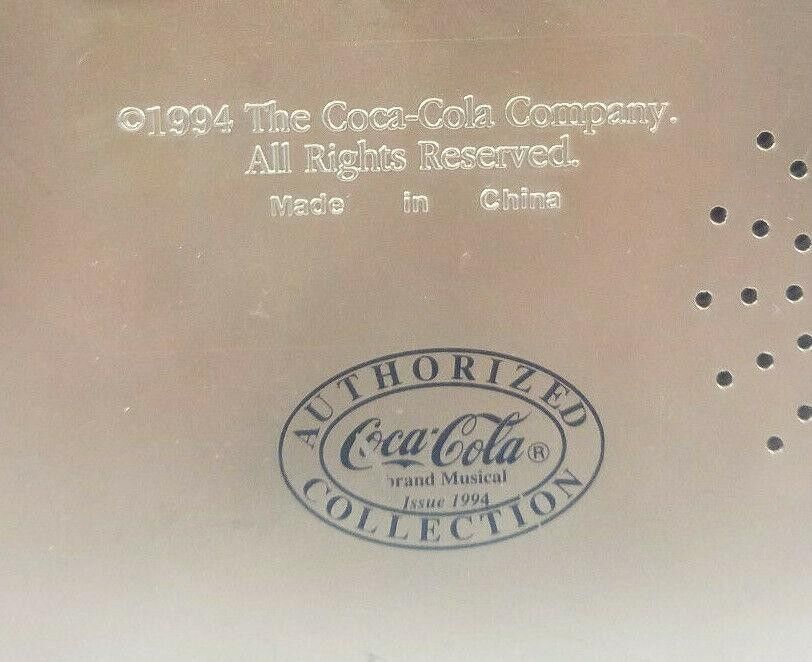 ©1994 The Coca-Cola Company.
All Rights Reserved.
Made in China
AUTHORIZED
Coca-Cola®
brand Musical
Issue 1994
COLLECTION